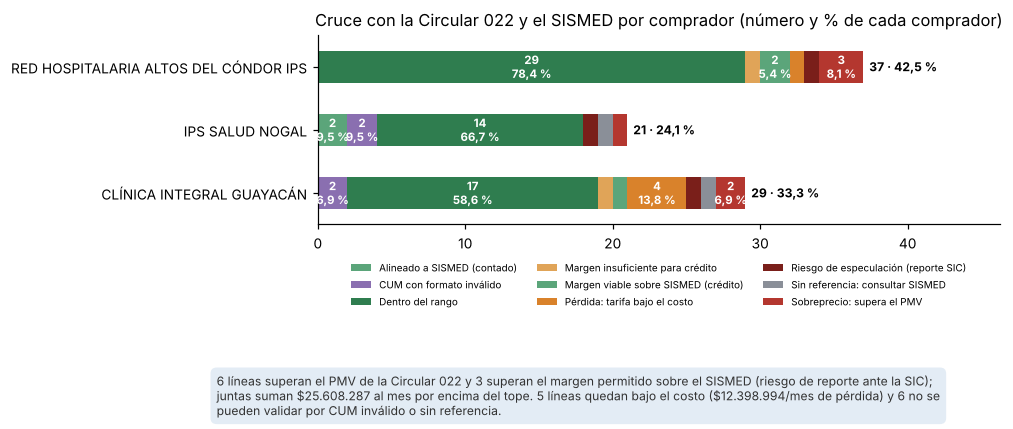 Cruce con la Circular 022 y el SISMED por comprador (número y % de cada comprador)
RED HOSPITALARIA ALTOS DEL CÓNDOR IPS
29
78,4 %
2
5,4 %
3
8,1 %
37 · 42,5 %
IPS SALUD NOGAL
2
9,5 %
2
9,5 %
14
66,7 %
21 · 24,1 %
CLÍNICA INTEGRAL GUAYACÁN
2
6,9 %
17
58,6 %
4
13,8 %
2
6,9 %
29 · 33,3 %
0 10 20 30 40
Alineado a SISMED (contado)
CUM con formato inválido
Dentro del rango
Margen insuficiente para crédito
Margen viable sobre SISMED (crédito)
Pérdida: tarifa bajo el costo
Riesgo de especulación (reporte SIC)
Sin referencia: consultar SISMED
Sobreprecio: supera el PMV
6 líneas superan el PMV de la Circular 022 y 3 superan el margen permitido sobre el SISMED (riesgo de reporte ante la SIC);
juntas suman $25.608.287 al mes por encima del tope. 5 líneas quedan bajo el costo ($12.398.994/mes de pérdida) y 6 no se
pueden validar por CUM inválido o sin referencia.